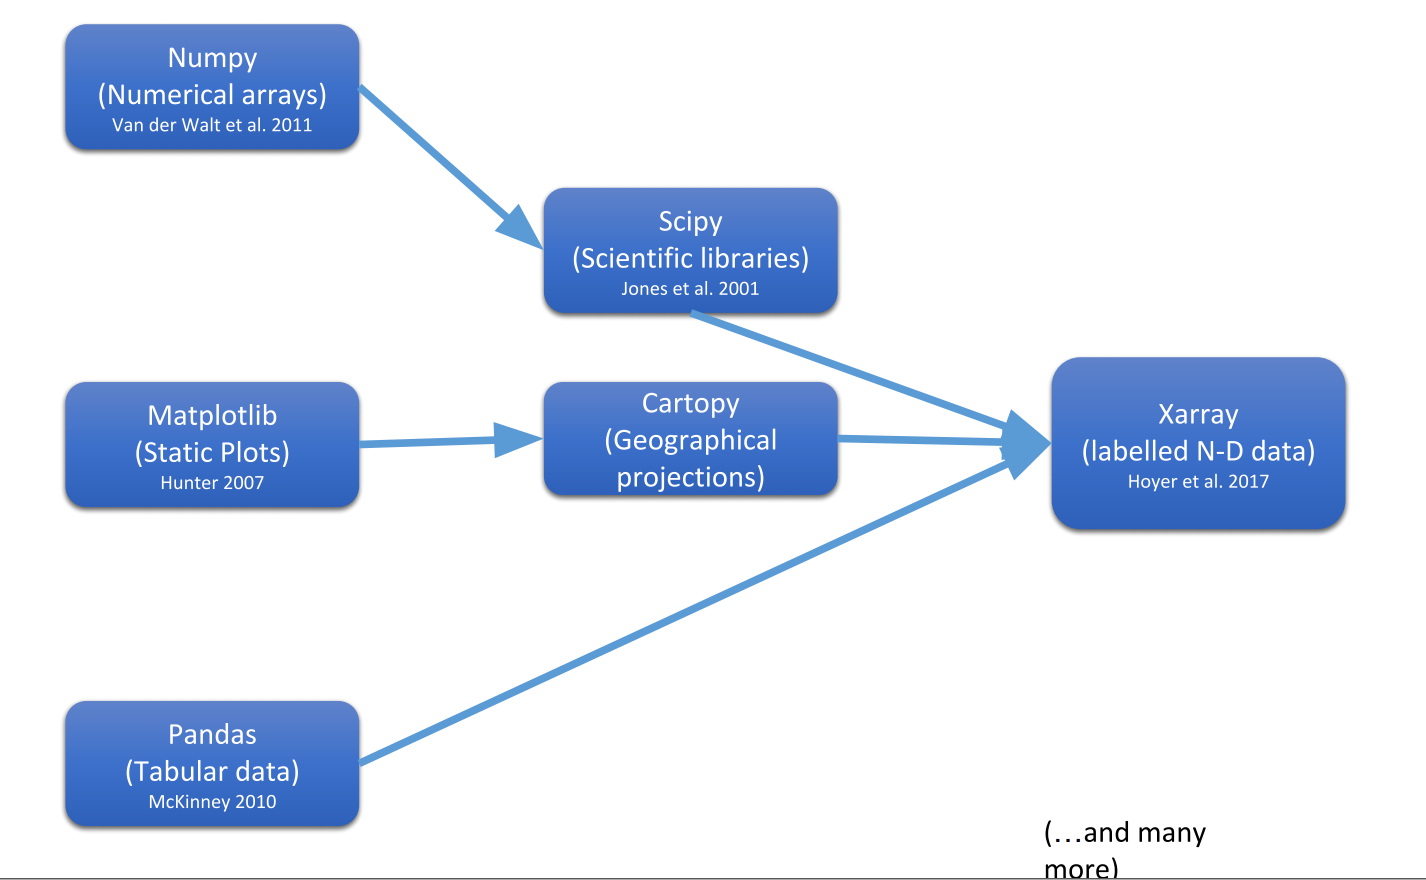 Numpy
(Numerical arrays)
Van der Walt et al. 2011
Scipy
(Scientific libraries)
Jones et al. 2001
Matplotlib
(Static Plots)
Hunter 2007
Cartopy
(Geographical
projections)
Xarray
(labelled N-D data)
Hoyer et al. 2017
Pandas
(Tabular data)
McKinney 2010
(…and many
more)